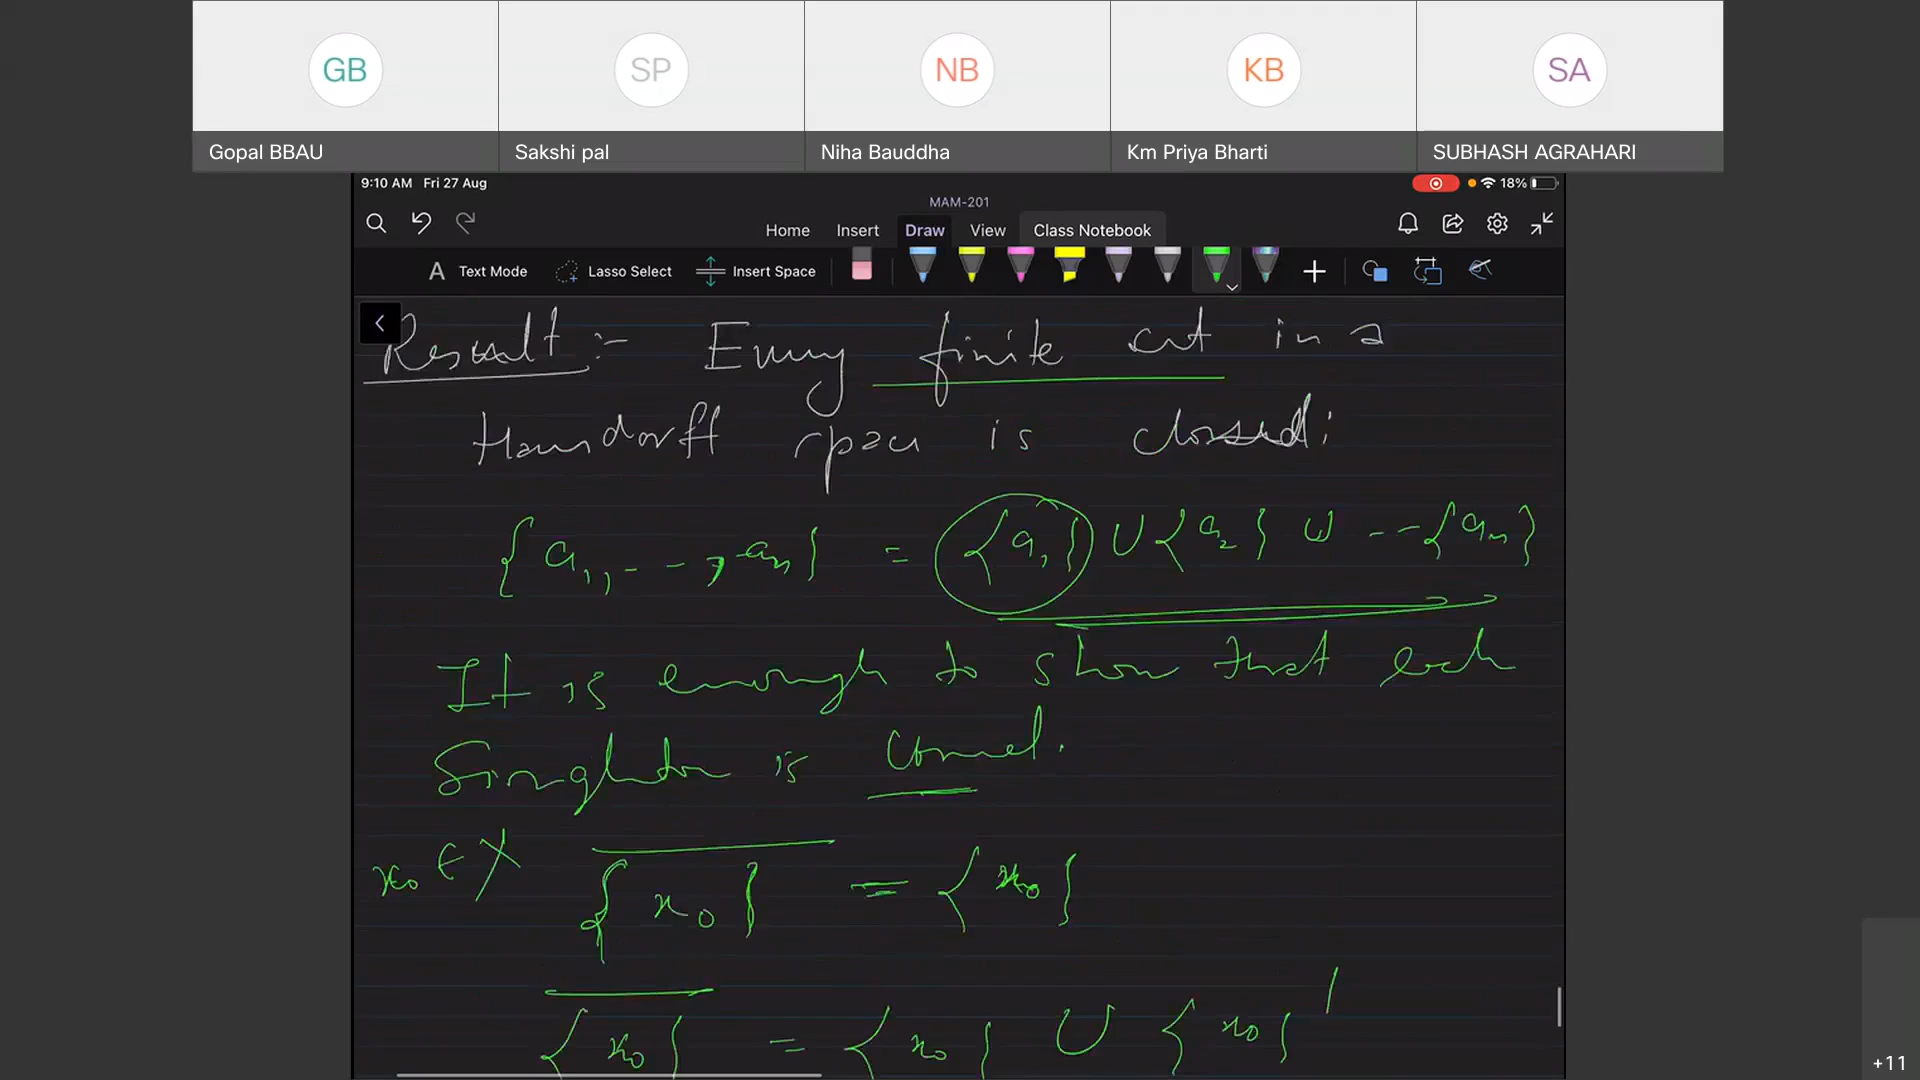 GB SP NB KB SA
Gopal BBAU Sakshi pal Niha Bauddha Km Priya Bharti SUBHASH AGRAHARI
9:10 AM Fri 27 Aug 18%
MAM-201
Home Insert Draw View Class Notebook
A Text Mode Lasso Select Insert Space
Result :- Every finite set in a
Hausdorff space is closed.
{a₁, - - , aₙ} = {a₁} ∪ {a₂} ∪ -- {aₙ}
It is enough to show that each
Singleton is closed.
x₀ ∈ X \overline{{x₀}} = {x₀}
\overline{{x₀}} = {x₀} ∪ {x₀}'
+11